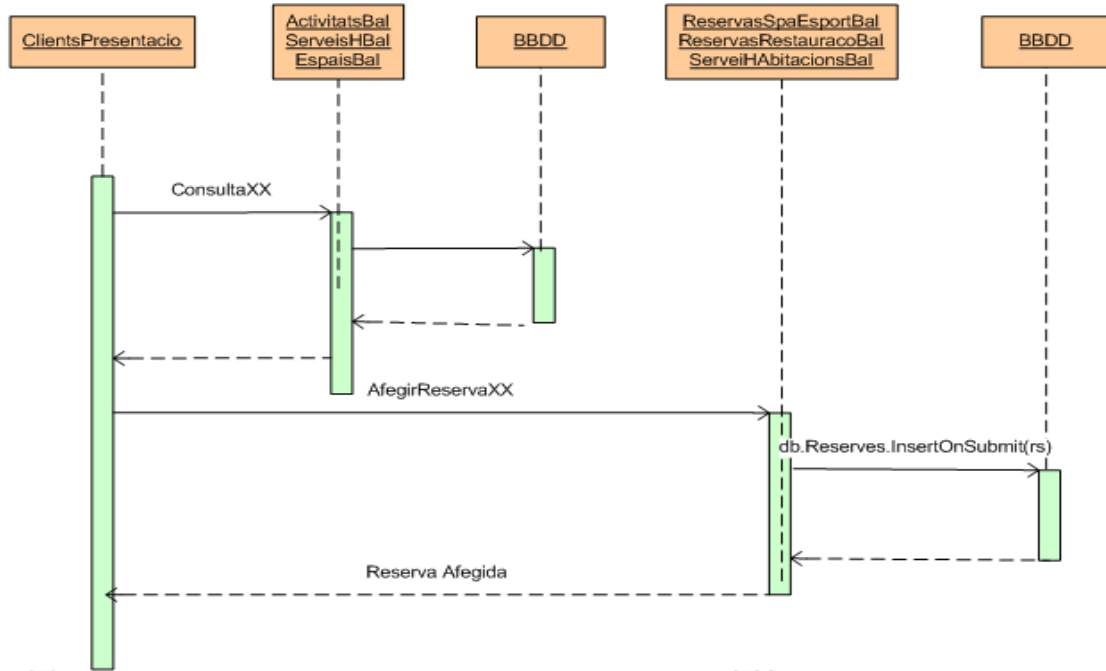 ClientsPresentacio
ActivitatsBal
ServeisHBal
EspaisBal
BBDD
ReservasSpaEsportBal
ReservasRestauracoBal
ServeiHAbitacionsBal
BBDD
ConsultaXX
AfegirReservaXX
db.Reserves.InsertOnSubmit(rs)
Reserva Afegida